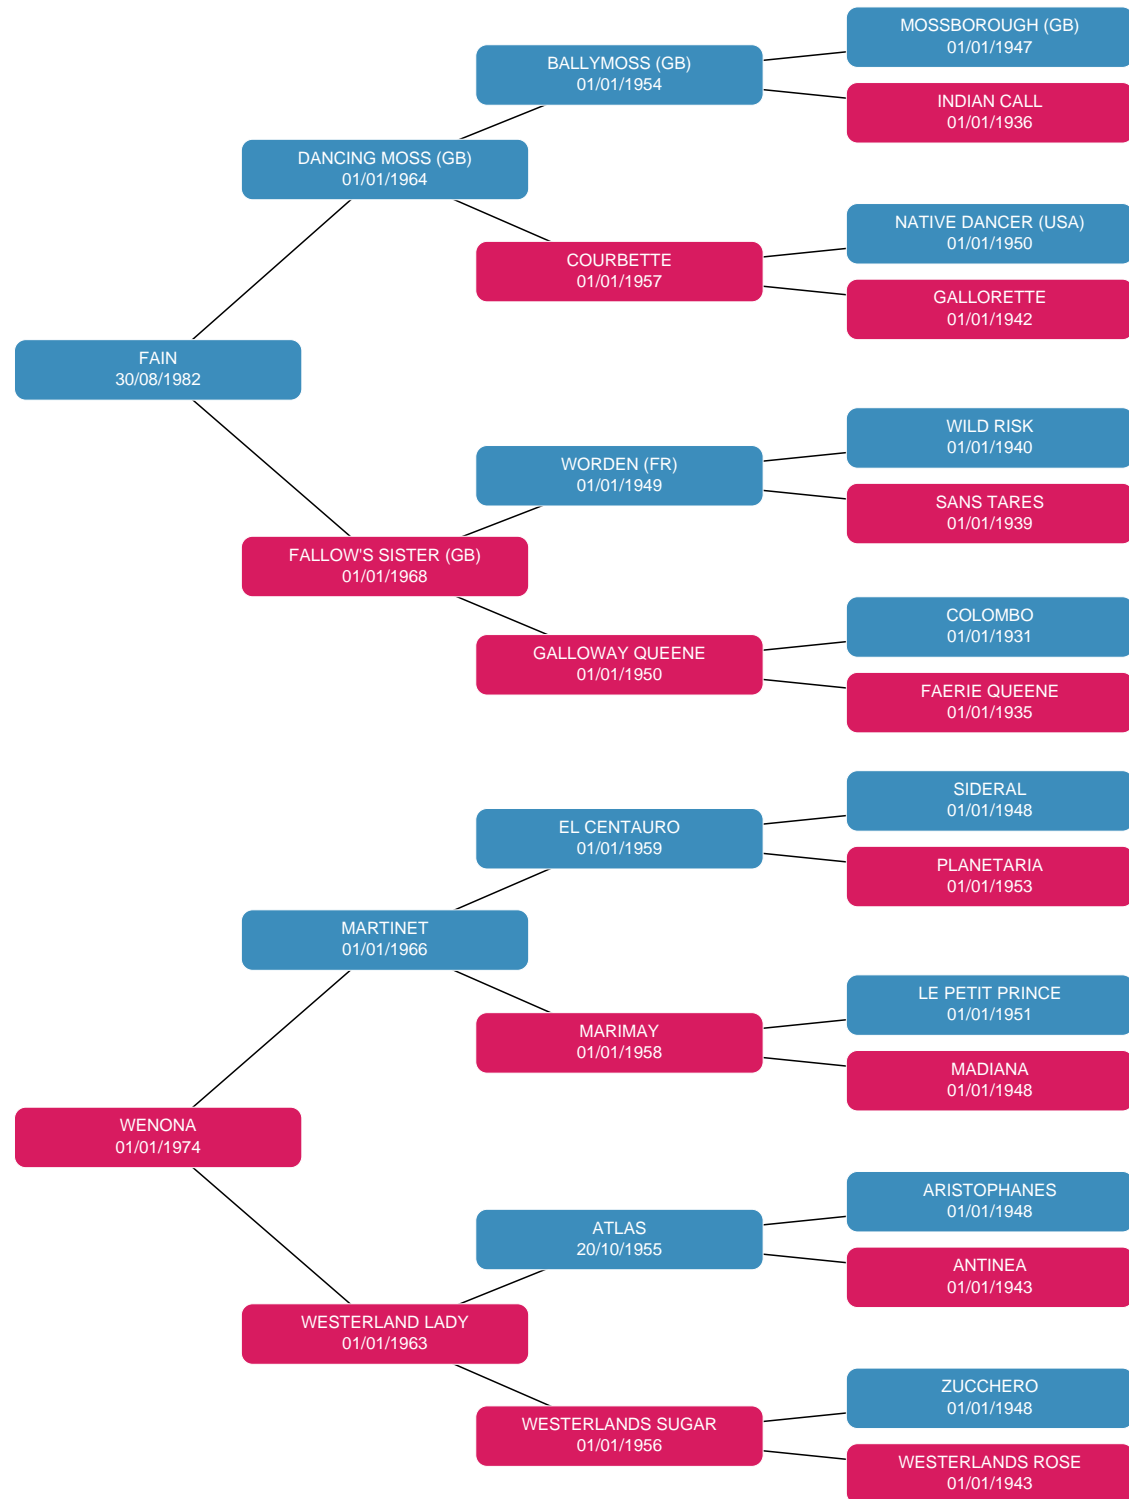 MOSSBOROUGH (GB)
01/01/1947
BALLYMOSS (GB)
01/01/1954
INDIAN CALL
01/01/1936
DANCING MOSS (GB)
01/01/1964
NATIVE DANCER (USA)
01/01/1950
COURBETTE
01/01/1957
GALLORETTE
01/01/1942
FAIN
30/08/1982
WILD RISK
01/01/1940
WORDEN (FR)
01/01/1949
SANS TARES
01/01/1939
FALLOW'S SISTER (GB)
01/01/1968
COLOMBO
01/01/1931
GALLOWAY QUEENE
01/01/1950
FAERIE QUEENE
01/01/1935
SIDERAL
01/01/1948
EL CENTAURO
01/01/1959
PLANETARIA
01/01/1953
MARTINET
01/01/1966
LE PETIT PRINCE
01/01/1951
MARIMAY
01/01/1958
MADIANA
01/01/1948
WENONA
01/01/1974
ARISTOPHANES
01/01/1948
ATLAS
20/10/1955
ANTINEA
01/01/1943
WESTERLAND LADY
01/01/1963
ZUCCHERO
01/01/1948
WESTERLANDS SUGAR
01/01/1956
WESTERLANDS ROSE
01/01/1943